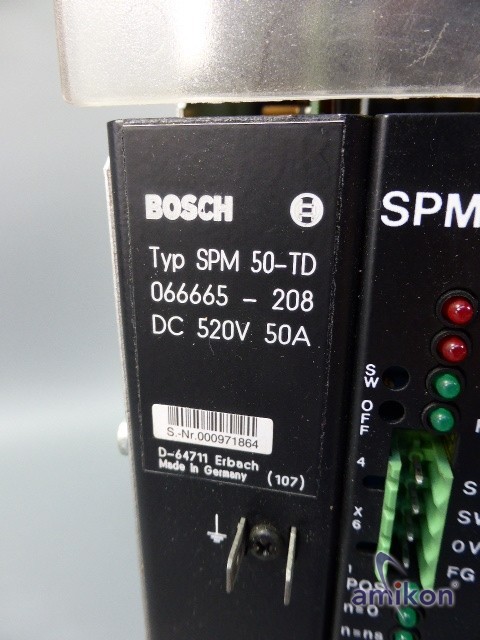 BOSCH
Typ SPM 50-TD
066665 - 208
DC 520V 50A
S.-Nr.000971864
D-64711 Erbach
Made in Germany (107)
SPM
SW
OFF
4
X6
1
S
SW
0V
FG
POS
n=0
n=ns
amikon